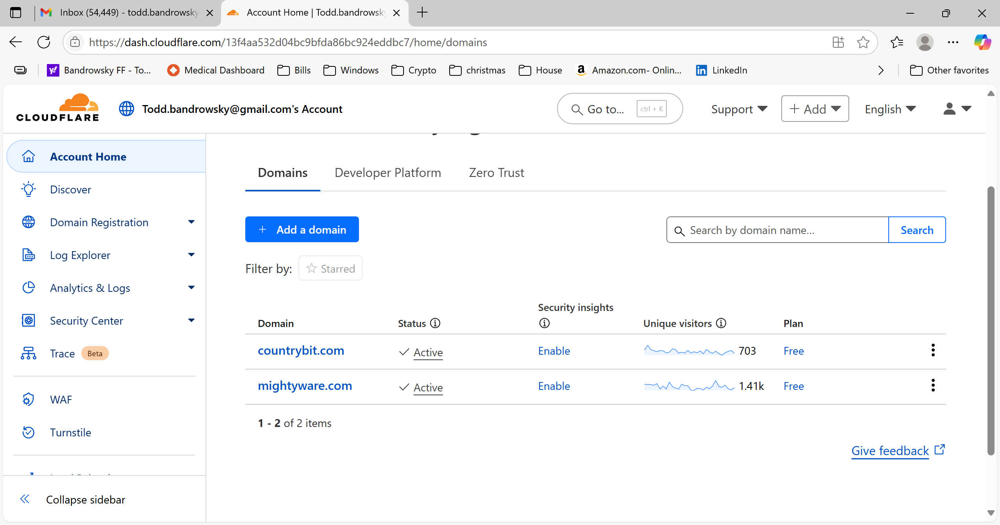 Inbox (54,449) - todd.bandrowsky
Account Home | Todd.bandrowsky
https://dash.cloudflare.com/13f4aa532d04bc9bfda86bc924eddbc7/home/domains
Bandrowsky FF - To...
Medical Dashboard
Bills
Windows
Crypto
christmas
House
Amazon.com- Onlin...
LinkedIn
Other favorites
CLOUDFLARE
Todd.bandrowsky@gmail.com's Account
Go to...
ctrl + K
Support
Add
English
Account Home
Discover
Domain Registration
Log Explorer
Analytics & Logs
Security Center
Trace Beta
WAF
Turnstile
Collapse sidebar
Domains
Developer Platform
Zero Trust
+ Add a domain
Search by domain name...
Search
Filter by:
Starred
Domain
Status
Security insights
Unique visitors
Plan
countrybit.com
Active
Enable
703
Free
mightyware.com
Active
Enable
1.41k
Free
1 - 2 of 2 items
Give feedback